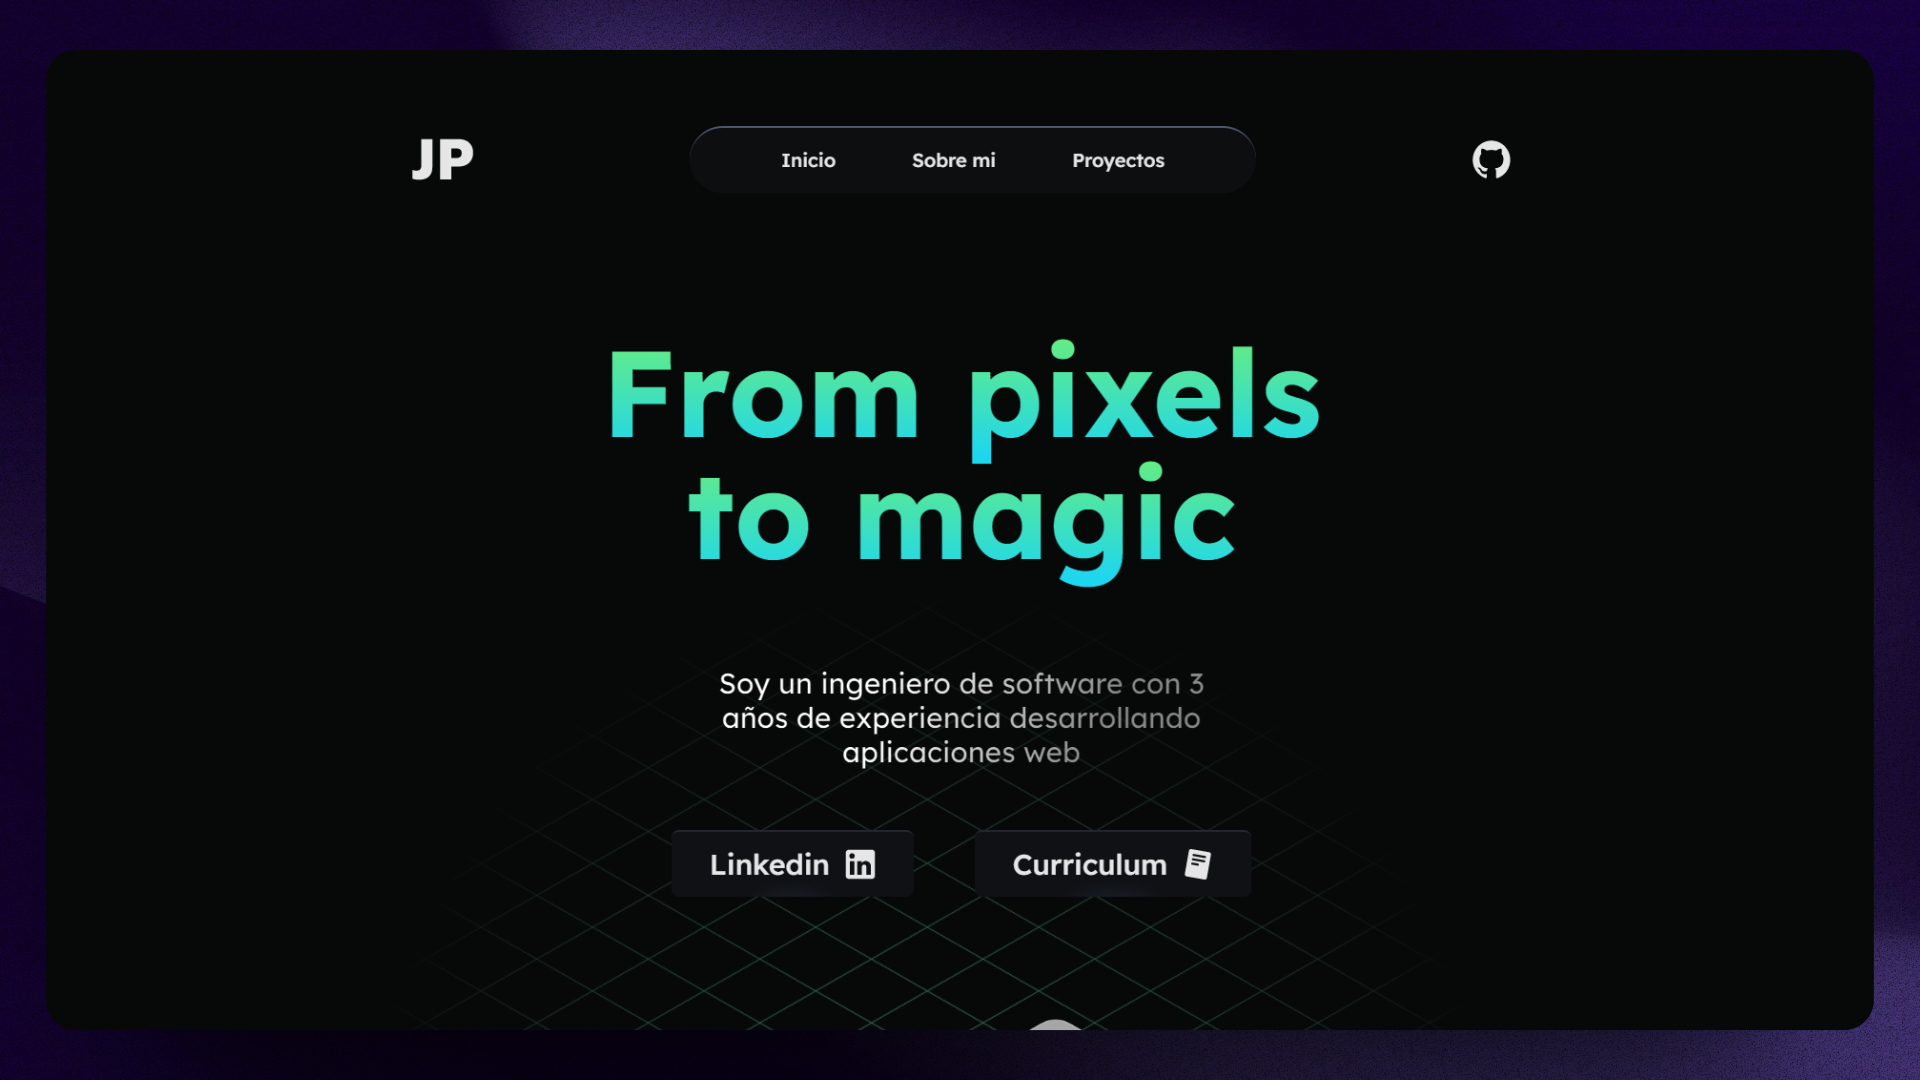 JP
Inicio Sobre mi Proyectos
From pixels
to magic
Soy un ingeniero de software con 3
años de experiencia desarrollando
aplicaciones web
Linkedin in
Curriculum